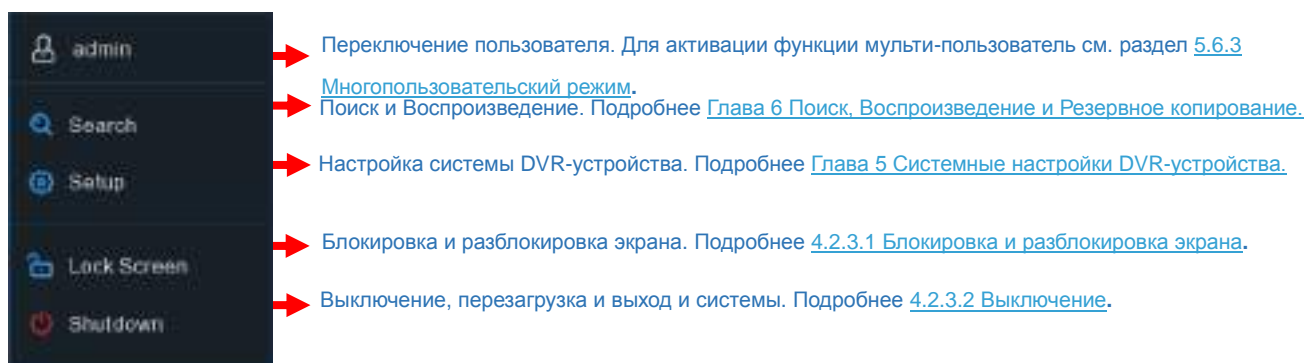 admin
Переключение пользователя. Для активации функции мульти-пользователь см. раздел 5.6.3
Многопользовательский режим.
Search
Поиск и Воспроизведение. Подробнее Глава 6 Поиск, Воспроизведение и Резервное копирование.
Setup
Настройка системы DVR-устройства. Подробнее Глава 5 Системные настройки DVR-устройства.
Lock Screen
Блокировка и разблокировка экрана. Подробнее 4.2.3.1 Блокировка и разблокировка экрана.
Shutdown
Выключение, перезагрузка и выход и системы. Подробнее 4.2.3.2 Выключение.